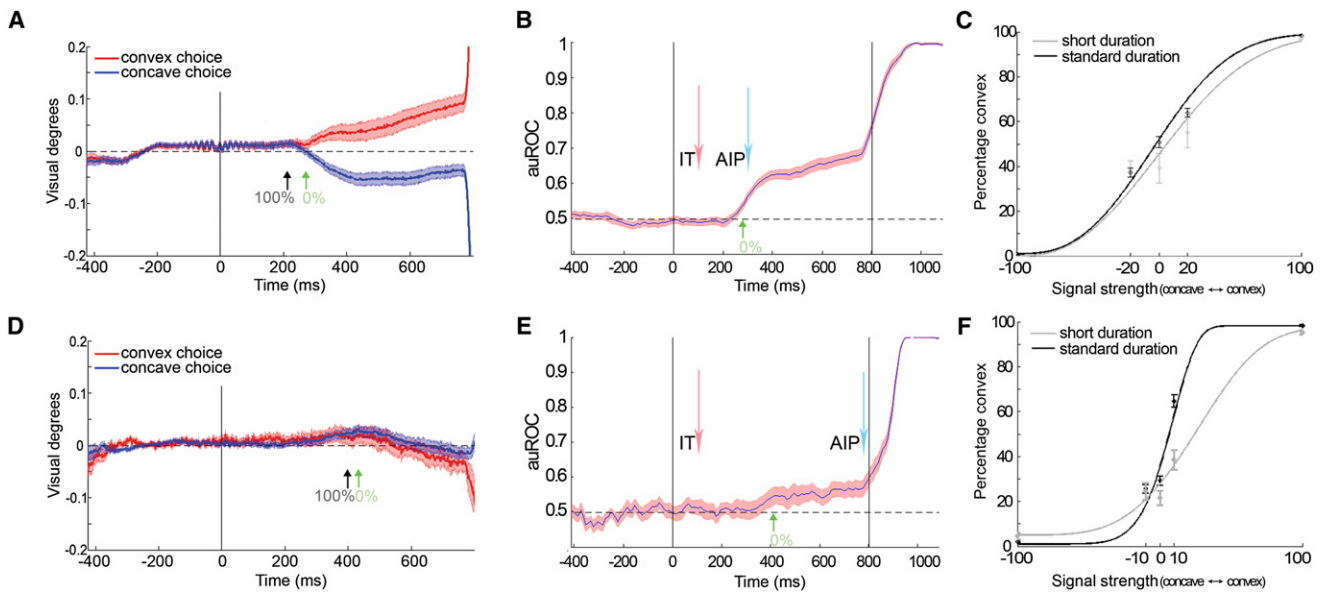 A
Visual degrees
0.2
0.1
0
-0.1
-0.2
convex choice
concave choice
100%
0%
-400
-200
0
200
400
600
Time (ms)
B
auROC
1
0.9
0.8
0.7
0.6
0.5
IT
AIP
0%
-400
-200
0
200
400
600
800
1000
Time (ms)
C
Percentage convex
100
80
60
40
20
0
short duration
standard duration
-100
-20
0
20
100
Signal strength (concave ↔ convex)
D
Visual degrees
0.2
0.1
0
-0.1
-0.2
convex choice
concave choice
100%
0%
-400
-200
0
200
400
600
Time (ms)
E
auROC
1
0.9
0.8
0.7
0.6
0.5
IT
AIP
0%
-400
-200
0
200
400
600
800
1000
Time (ms)
F
Percentage convex
100
80
60
40
20
0
short duration
standard duration
-100
-10
0
10
100
Signal strength (concave ↔ convex)